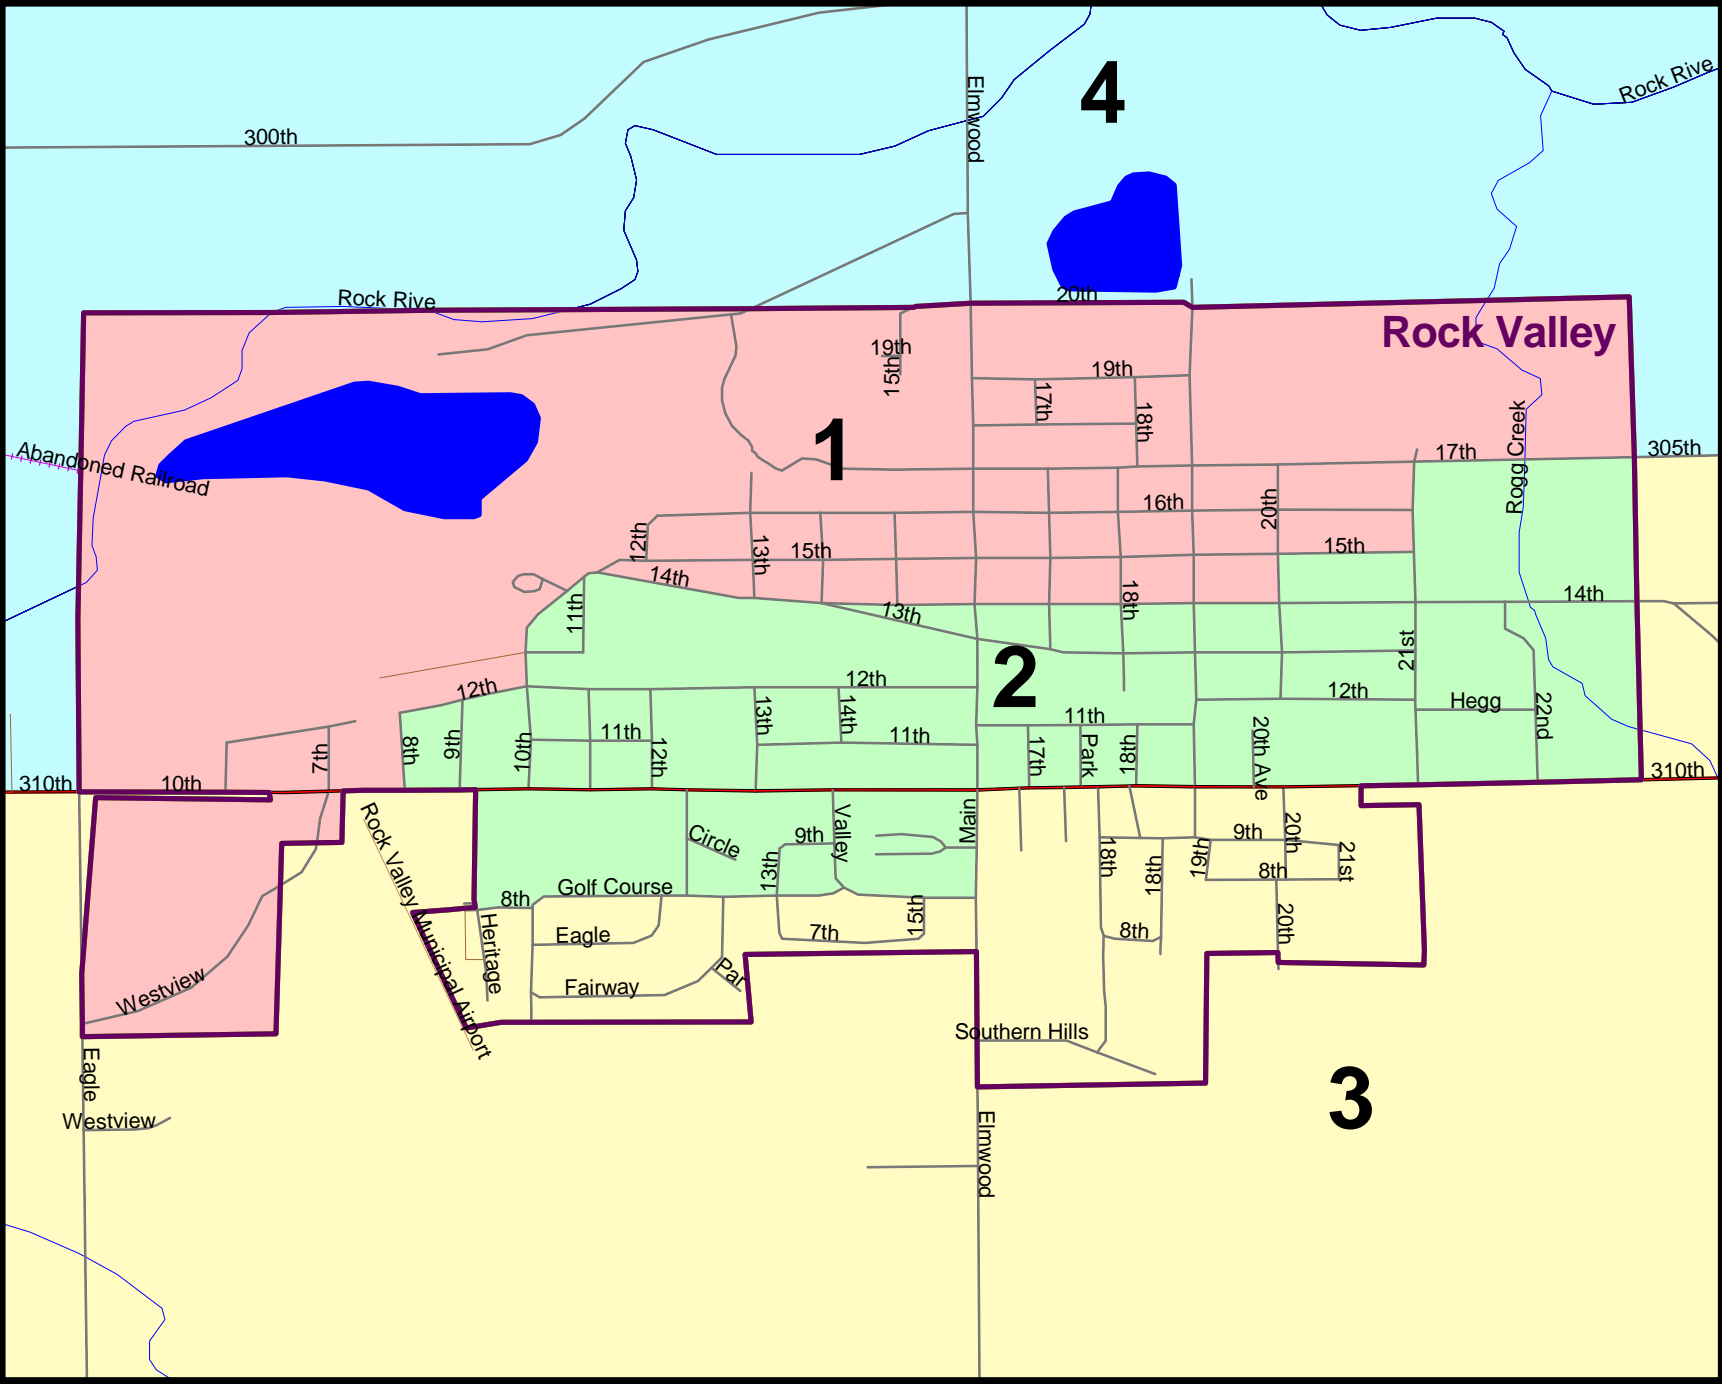 4
Rock Rive
Elmwood
300th
Rock Rive
20th
Rock Valley
19th
15th
19th
17th
18th
1
Abandoned Railroad
17th
305th
Rogg Creek
16th
20th
12th
13th
15th
15th
14th
11th
13th
18th
14th
21st
2
12th
12th
12th
Hegg
22nd
13th
14th
11th
11th
11th
7th
8th
9th
10th
12th
17th
Park
18th
20th Ave
310th
10th
310th
Rock Valley Municipal Airport
Circle
9th
Valley
Main
13th
9th
20th
18th
18th
19th
21st
8th
Golf Course
8th
15th
Heritage
Eagle
7th
8th
20th
Westview
Fairway
Par
Southern Hills
Eagle
3
Westview
Elmwood